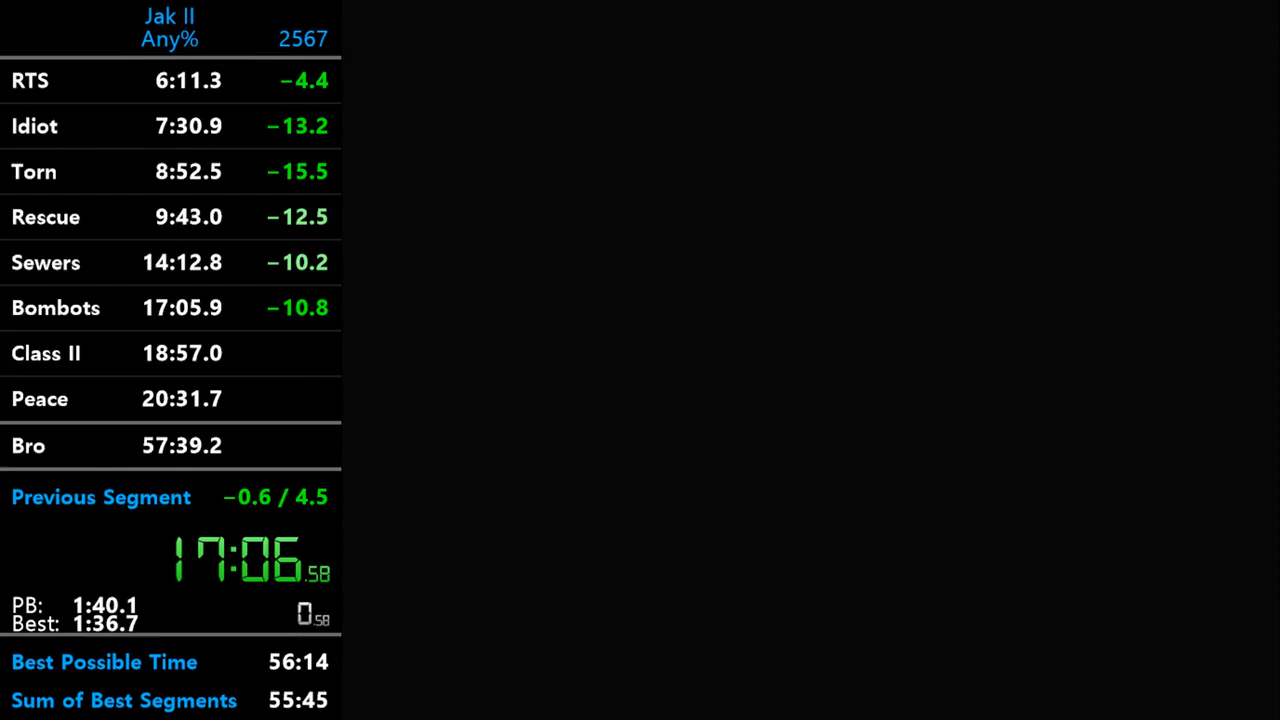 Jak II
Any% 2567
RTS 6:11.3 −4.4
Idiot 7:30.9 −13.2
Torn 8:52.5 −15.5
Rescue 9:43.0 −12.5
Sewers 14:12.8 −10.2
Bombots 17:05.9 −10.8
Class II 18:57.0
Peace 20:31.7
Bro 57:39.2
Previous Segment −0.6 / 4.5
17:06.58
PB: 1:40.1
Best: 1:36.7 0.58
Best Possible Time 56:14
Sum of Best Segments 55:45